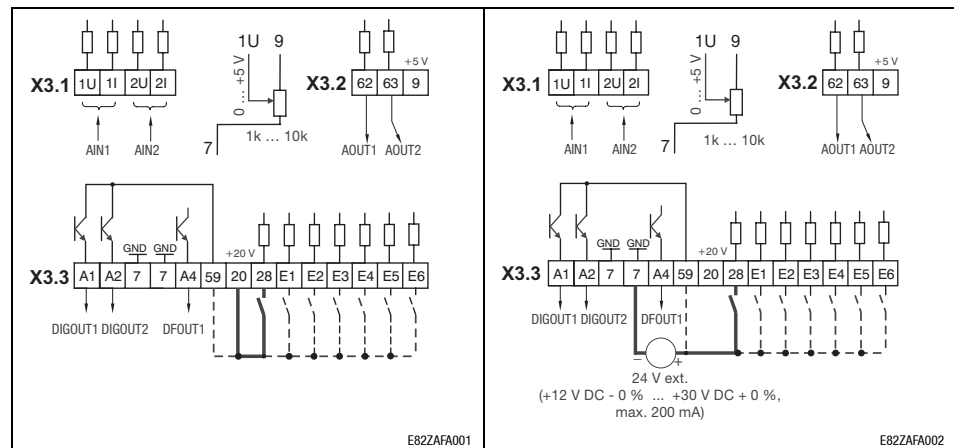 1U 9
+5 V
X3.1 1U 1I 2U 2I
0 ... +5 V
X3.2 62 63 9
1k ... 10k
7
AIN1 AIN2
AOUT1 AOUT2
GND GND
+20 V
X3.3 A1 A2 7 7 A4 59 20 28 E1 E2 E3 E4 E5 E6
DIGOUT1 DIGOUT2 DFOUT1
E82ZAFA001
1U 9
+5 V
X3.1 1U 1I 2U 2I
0 ... +5 V
X3.2 62 63 9
1k ... 10k
7
AIN1 AIN2
AOUT1 AOUT2
GND GND
+20 V
X3.3 A1 A2 7 7 A4 59 20 28 E1 E2 E3 E4 E5 E6
DIGOUT1 DIGOUT2 DFOUT1
– +
24 V ext.
(+12 V DC - 0 % ... +30 V DC + 0 %,
max. 200 mA)
E82ZAFA002